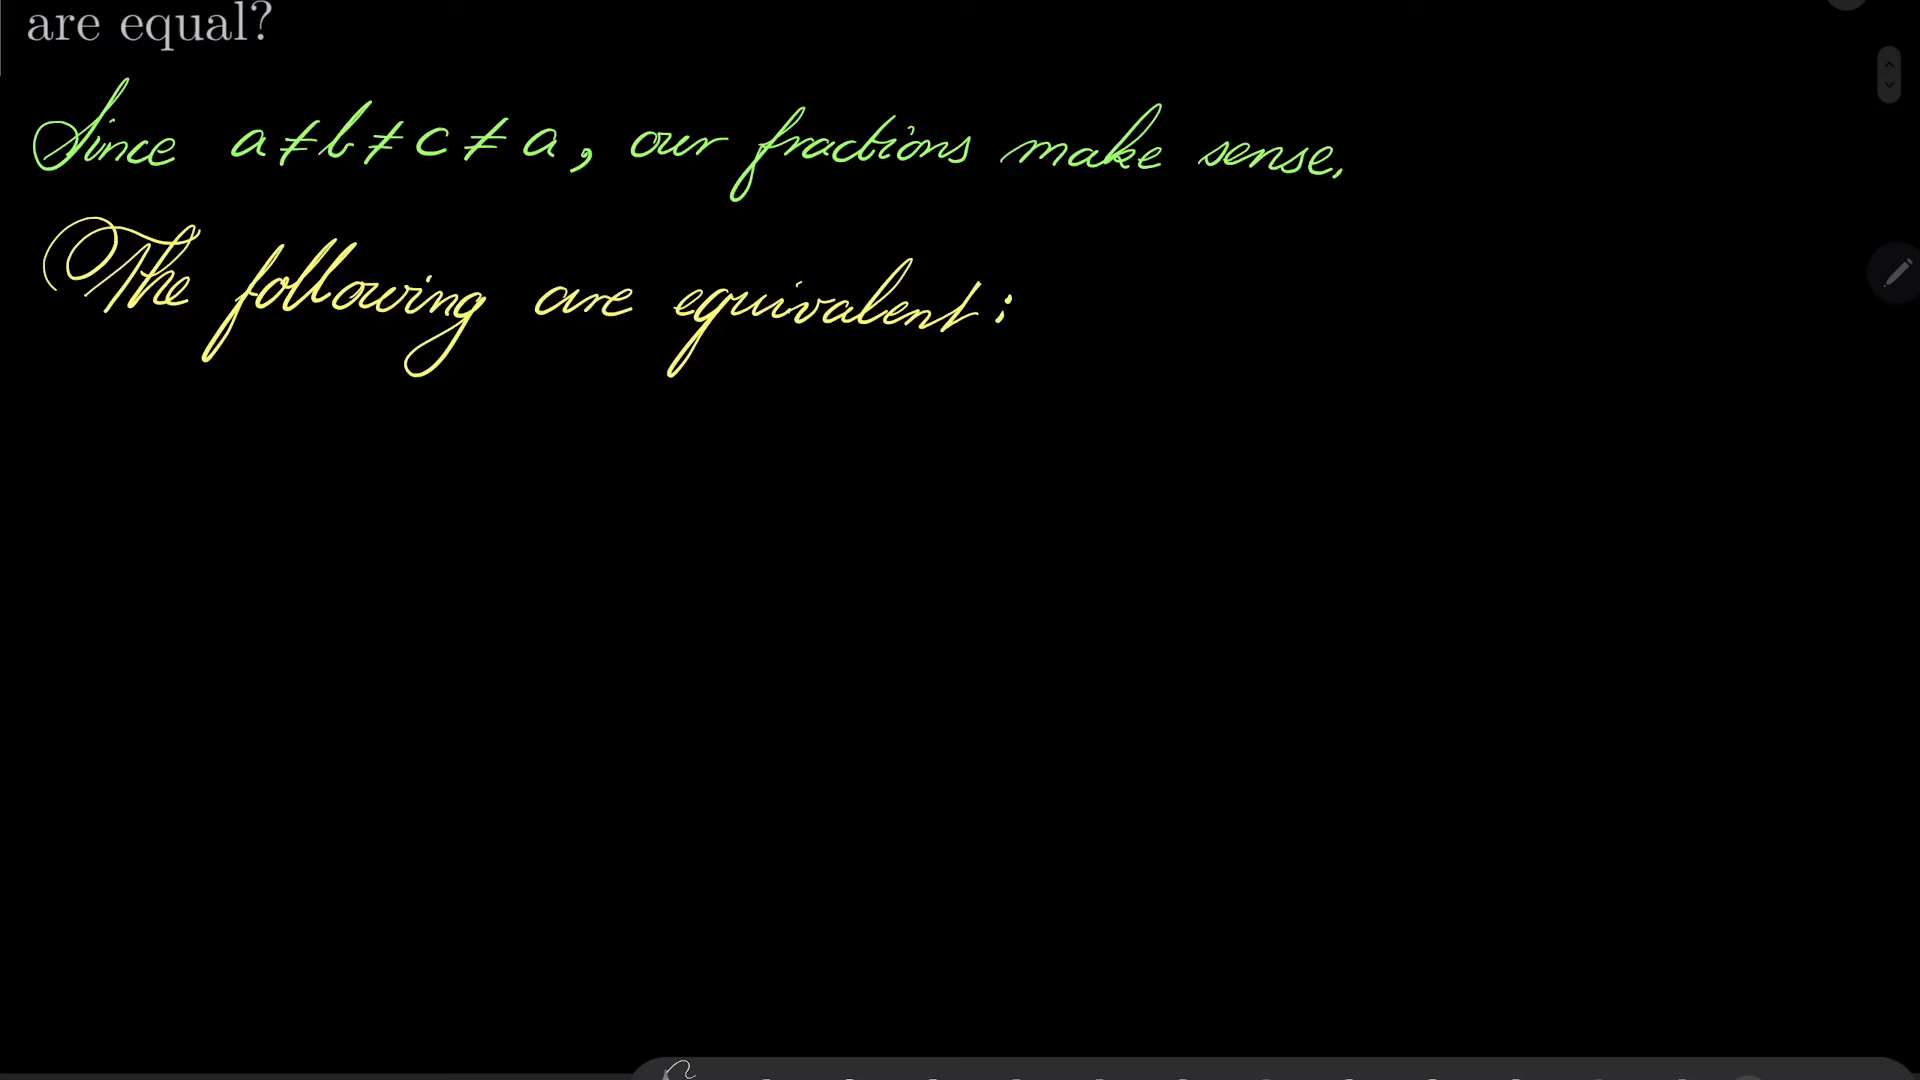 are equal?
Since a ≠ b ≠ c ≠ a, our fractions make sense.
The following are equivalent: